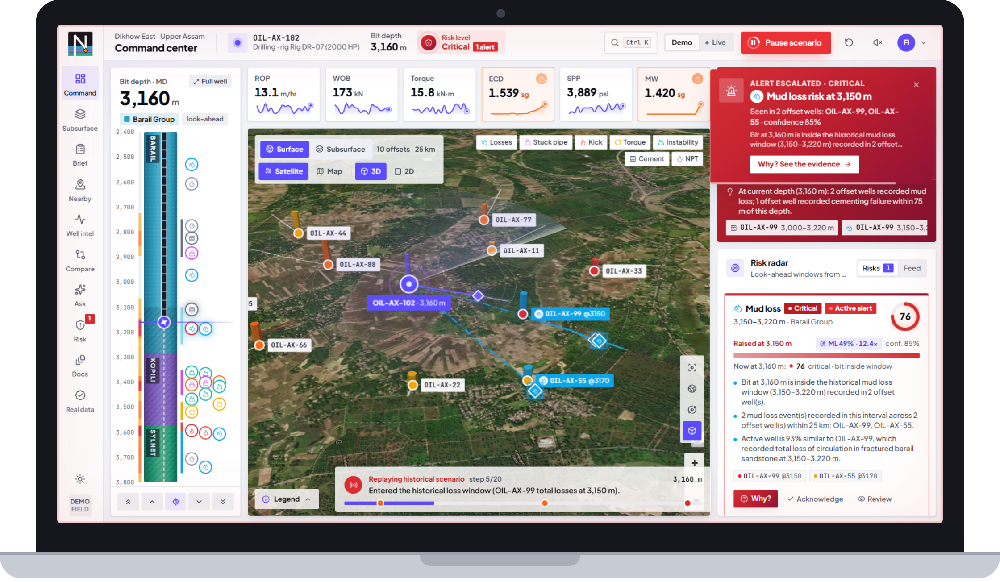 N
Dikhow East · Upper Assam
Command center
OIL-AX-102
Drilling · rig Rig DR-07 (2000 HP)
Bit depth
3,160 m
Risk level
Critical 1 alert
Ctrl K
Demo
Live
Pause scenario
FI
Command
Subsurface
Brief
Nearby
Well intel
Compare
Ask
1
Risk
Docs
Real data
DEMO
FIELD
Bit depth · MD
Full well
3,160 m
Barail Group
look-ahead
2,400
2,500
2,600
2,700
2,800
2,900
3,000
3,100
3,200
3,300
3,400
3,500
3,600
3,700
3,800
BARAIL
KOPILI
SYLHET
ROP
13.1 m/hr
WOB
173 kN
Torque
15.8 kN·m
ECD
1.539 sg
SPP
3,889 psi
MW
1.420 sg
Surface
Subsurface
10 offsets · 25 km
Satellite
Map
3D
2D
Losses
Stuck pipe
Kick
Torque
Instability
Cement
NPT
OIL-AX-77
OIL-AX-44
OIL-AX-11
OIL-AX-88
OIL-AX-33
OIL-AX-102 · 3,160 m
5
OIL-AX-99 @3150
OIL-AX-66
OIL-AX-55 @3170
OIL-AX-22
Legend
Replaying historical scenario step 5/20
3,160 m
Entered the historical loss window (OIL-AX-99 total losses at 3,150 m).
ALERT ESCALATED · CRITICAL
Mud loss risk at 3,150 m
Seen in 2 offset wells: OIL-AX-99, OIL-AX-
55 · confidence 85%
Bit at 3,160 m is inside the historical mud loss
window (3,150–3,220 m) recorded in 2 offset…
Why? See the evidence
At current depth (3,160 m): 2 offset wells recorded mud
loss; 1 offset well recorded cementing failure within 75
m of this depth.
OIL-AX-99 3,000–3,220 m
OIL-AX-99 3,150–3,2
Risk radar
Look-ahead windows from …
Risks 1
Feed
Mud loss
Critical
Active alert
76
3,150–3,220 m · Barail Group
Raised at 3,150 m
ML 49% · 12.4×
conf. 85%
Now at 3,160 m: 76 critical · bit inside window
Bit at 3,160 m is inside the historical mud loss
window (3,150–3,220 m) recorded in 2 offset
well(s).
2 mud loss event(s) recorded in this interval across 2
offset well(s) within 25 km: OIL-AX-99, OIL-AX-55.
Active well is 93% similar to OIL-AX-99, which
recorded total loss of circulation in fractured barail
sandstone at 3,150–3,220 m.
OIL-AX-99 @3150
OIL-AX-55 @3170
Why?
Acknowledge
Review